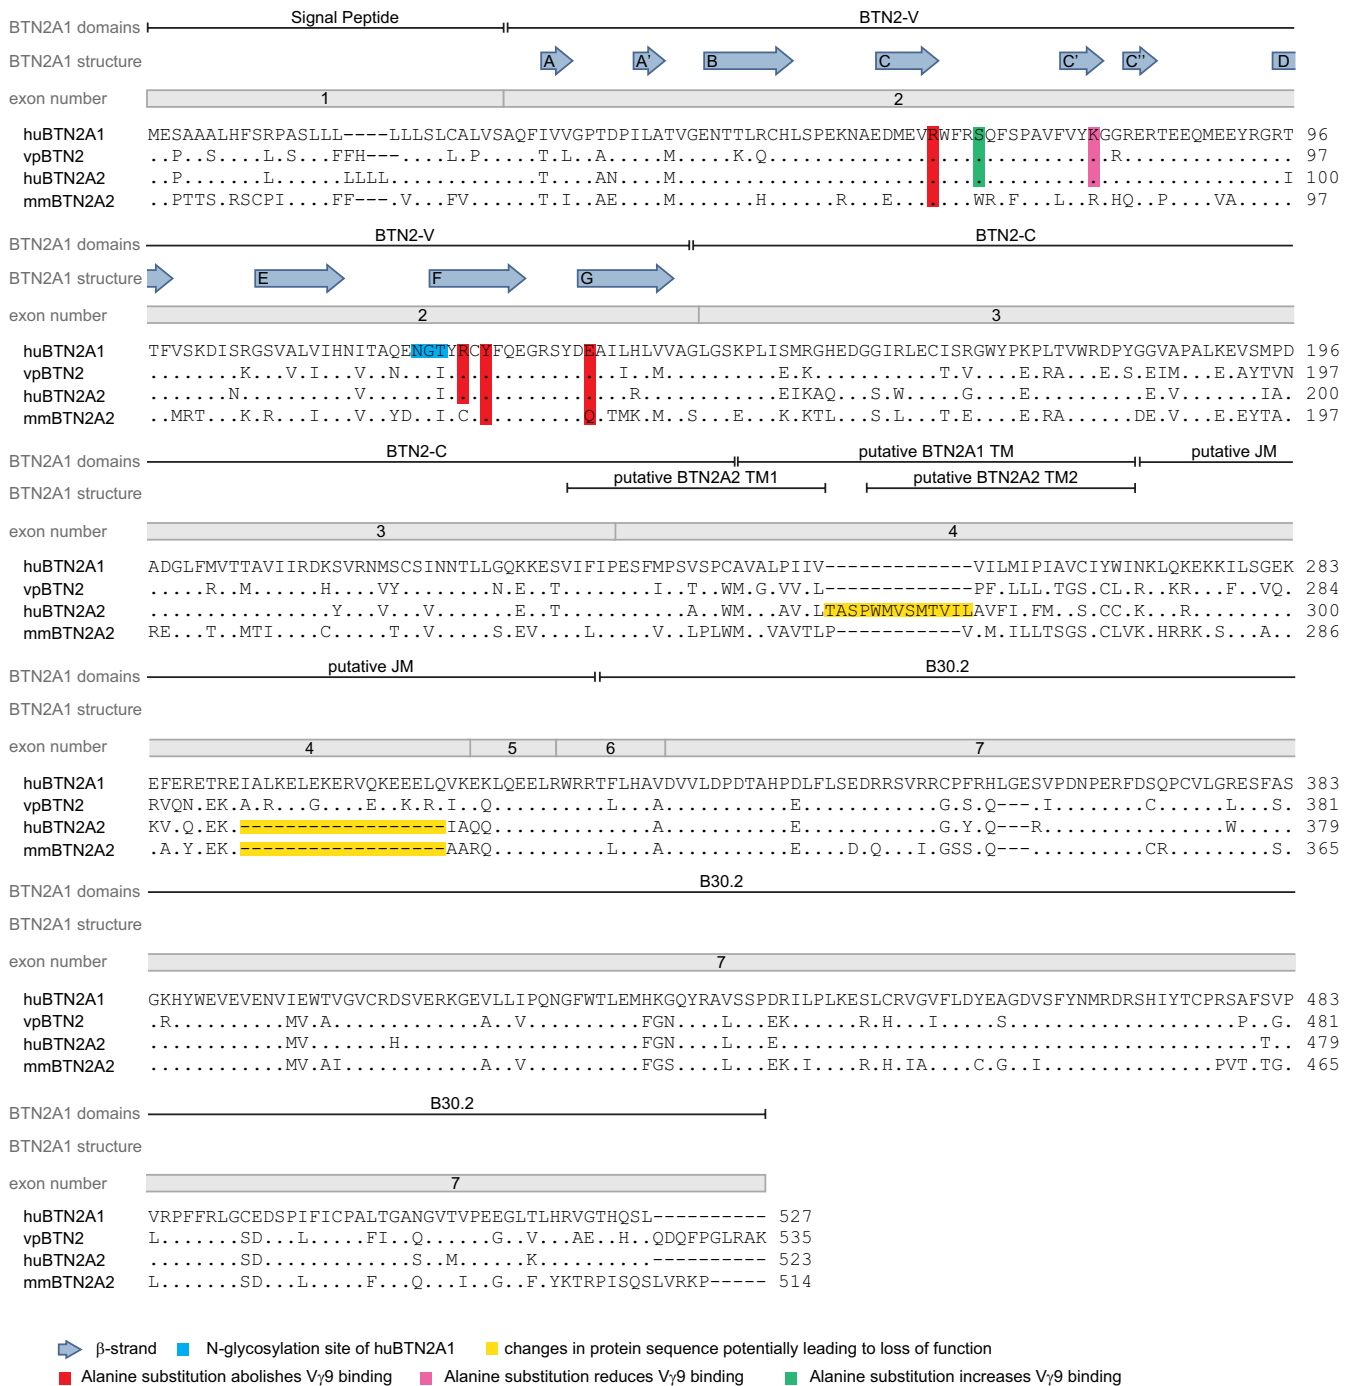 BTN2A1 domains Signal Peptide BTN2-V
BTN2A1 structure A A' B C C' C'' D
exon number 1 2
huBTN2A1 MESAAALHFSRPASLLL----LLLSLCALVSAQFIVVGPTDPILATVGENTTLRCHLSPEKNAEDMEVRWFRSQFSPAVFVYKGGRERTEEQMEEYRGRT 96
vpBTN2 ..P..S....L.S...FFH---....L.P.....T.L..A.....M.....K.Q...............................R............... 97
huBTN2A2 ..P.......L......LLLL............T....AN....M.....................................................I 100
mmBTN2A2 ..PTTS.RSCPI....FF---.V...FV......T.I..AE....M.......H......R...E.......WR.F...L..R.HQ..P....VA..... 97
BTN2A1 domains BTN2-V BTN2-C
BTN2A1 structure E F G
exon number 2 3
huBTN2A1 TFVSKDISRGSVALVIHNITAQENGTYRCYFQEGRSYDEAILHLVVAGLGSKPLISMRGHEDGGIRLECISRGWYPKPLTVWRDPYGGVAPALKEVSMPD 196
vpBTN2 ........K...V.I...V..N...I...............I..M..........E.K...........T.V....E.RA...E.S.EIM...E.AYTVN 197
huBTN2A2 .......N..........V......I................R..............EIKAQ...S.W.....G....E..........E.V.......IA. 200
mmBTN2A2 ..MRT...K.R...I...V..YD..I.C..........Q.TMK.M..S...E...K.KTL...S.L...T..E....E.RA......DE.V...E.EYTA. 197
BTN2A1 domains BTN2-C putative BTN2A1 TM putative JM
BTN2A1 structure putative BTN2A2 TM1 putative BTN2A2 TM2
exon number 3 4
huBTN2A1 ADGLFMVTTAVIIRDKSVRNMSCSINNTLLGQKKESVIFIPESFMPSVSPCAVALPIIV-------------VILMIPIAVCIYWINKLQKEKKILSGEK 283
vpBTN2 .....R..M......H....VY........N.E..T........I.P..T..WM.G.VV.L-------------PF.LLL.TGS.CL.R..KR...F..VQ. 284
huBTN2A2 ................Y...V...V........E..T...........A..WM...AV.LTASPWMVSMTVILAVFI.FM..S.CC.K...R......... 300
mmBTN2A2 RE...T..MTI....C.....T..V.....S.EV....L.....V..LPLWM..VAVTLP-----------V.M.ILLTSGS.CLVK.HRRK.S...A.. 286
BTN2A1 domains putative JM B30.2
BTN2A1 structure
exon number 4 5 6 7
huBTN2A1 EFERETREIALKELEKERVQKEEELQVKEKLQEELRWRRTFLHAVDVVLDPDTAHPDLFLSEDRRSVRRCPFRHLGESVPDNPERFDSQPCVLGRESFAS 383
vpBTN2 RVQN.EK.A.R...G....E..K.R.I..Q..........L...A...........E............G.S.Q---.I........C......L...S. 381
huBTN2A2 KV.Q.EK.------------------IAQQ..............A...........E............G.Y.Q---R................W..... 379
mmBTN2A2 .A.Y.EK.------------------AARQ..........L...A...........E....D.Q...I.GSS.Q---..........CR.........S. 365
BTN2A1 domains B30.2
BTN2A1 structure
exon number 7
huBTN2A1 GKHYWEVEVENVIEWTVGVCRDSVERKGEVLLIPQNGFWTLEMHKGQYRAVSSPDRILPLKESLCRVGVFLDYEAGDVSFYNMRDRSHIYTCPRSAFSVP 483
vpBTN2 .R..........MV.A.............A..V..........FGN....L...EK......R.H...I.....S....................P..G. 481
huBTN2A2 ............MV.......H.....................FGN....L...E..........................................T.. 479
mmBTN2A2 ............MV.AI............A..V..........FGS....L...EK.I....R.H.IA....C.G..I...............PVT.TG. 465
BTN2A1 domains B30.2
BTN2A1 structure
exon number 7
huBTN2A1 VRPFFRLGCEDSPIFICPALTGANGVTVPEEGLTLHRVGTHQSL---------- 527
vpBTN2 L.......SD...L.....FI..Q......G..V...AE..H..QDQFPGLRAK 535
huBTN2A2 ........SD.............S..M......K..........---------- 523
mmBTN2A2 L.......SD...L.....F...Q...I..G..F.YKTRPISQSLVRKP----- 514
β-strand N-glycosylation site of huBTN2A1 changes in protein sequence potentially leading to loss of function
Alanine substitution abolishes Vγ9 binding Alanine substitution reduces Vγ9 binding Alanine substitution increases Vγ9 binding